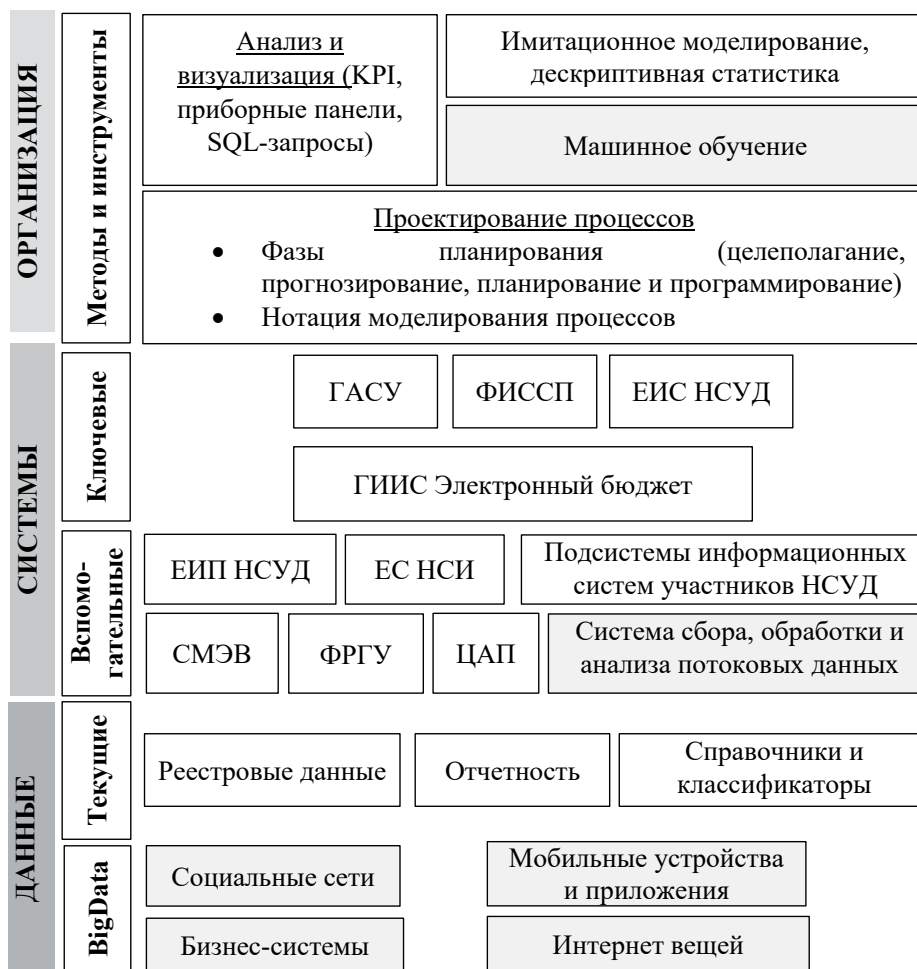 ОРГАНИЗАЦИЯ
Методы и инструменты
Анализ и
визуализация (KPI,
приборные панели,
SQL-запросы)
Имитационное моделирование,
дескриптивная статистика
Машинное обучение
Проектирование процессов
• Фазы планирования (целеполагание,
прогнозирование, планирование и программирование)
• Нотация моделирования процессов
СИСТЕМЫ
Ключевые
ГАСУ
ФИССП
ЕИС НСУД
ГИИС Электронный бюджет
Вспомо-
гательные
ЕИП НСУД
ЕС НСИ
Подсистемы информационных
систем участников НСУД
СМЭВ
ФРГУ
ЦАП
Система сбора, обработки и
анализа потоковых данных
ДАННЫЕ
Текущие
Реестровые данные
Отчетность
Справочники и
классификаторы
BigData
Социальные сети
Мобильные устройства
и приложения
Бизнес-системы
Интернет вещей